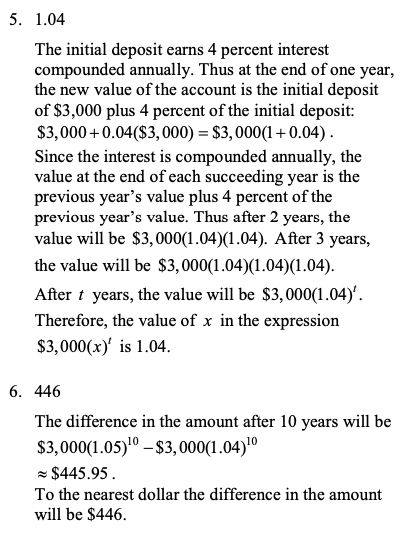 5. 1.04
The initial deposit earns 4 percent interest
compounded annually. Thus at the end of one year,
the new value of the account is the initial deposit
of $3,000 plus 4 percent of the initial deposit:
$3,000 + 0.04($3,000) = $3,000(1 + 0.04) .
Since the interest is compounded annually, the
value at the end of each succeeding year is the
previous year’s value plus 4 percent of the
previous year’s value. Thus after 2 years, the
value will be $3,000(1.04)(1.04). After 3 years,
the value will be $3,000(1.04)(1.04)(1.04).
After t years, the value will be $3,000(1.04)^t .
Therefore, the value of x in the expression
$3,000(x)^t is 1.04.
6. 446
The difference in the amount after 10 years will be
$3,000(1.05)^10 – $3,000(1.04)^10
≈ $445.95 .
To the nearest dollar the difference in the amount
will be $446.